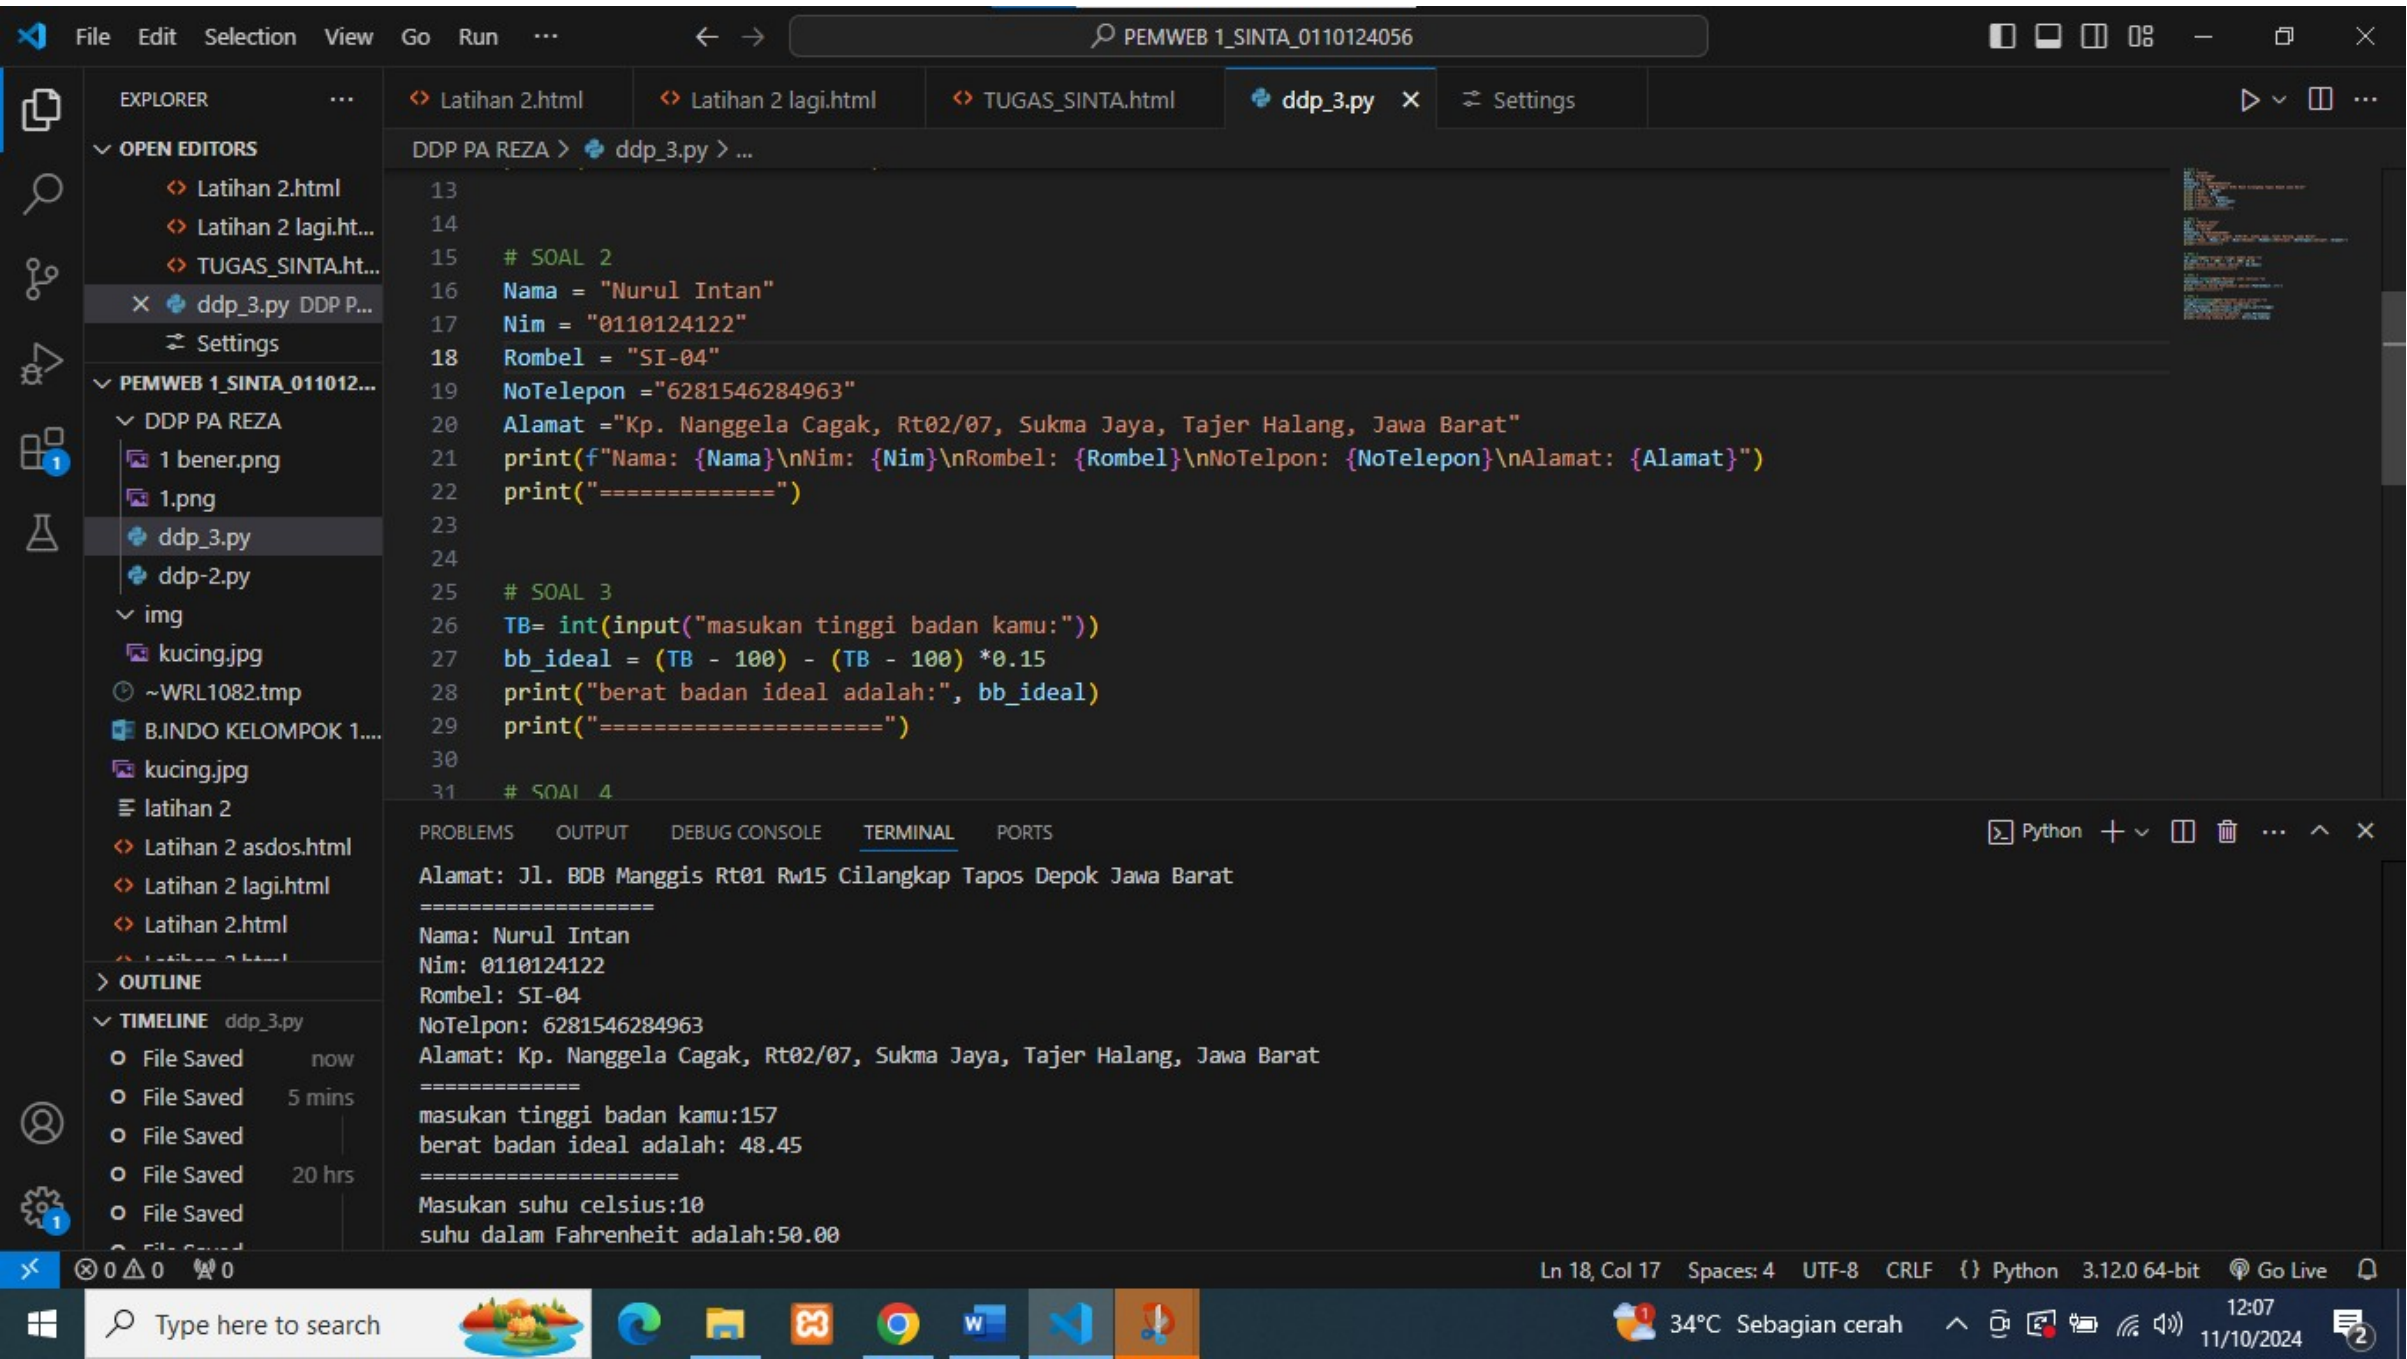 File Edit Selection View Go Run ···
PEMWEB 1_SINTA_0110124056
EXPLORER ···
Latihan 2.html
Latihan 2 lagi.html
TUGAS_SINTA.html
ddp_3.py
Settings
OPEN EDITORS
Latihan 2.html
Latihan 2 lagi.ht...
TUGAS_SINTA.ht...
ddp_3.py DDP P...
Settings
PEMWEB 1_SINTA_011012...
DDP PA REZA
1 bener.png
1.png
ddp_3.py
ddp-2.py
img
kucing.jpg
~WRL1082.tmp
B.INDO KELOMPOK 1....
kucing.jpg
latihan 2
Latihan 2 asdos.html
Latihan 2 lagi.html
Latihan 2.html
OUTLINE
TIMELINE ddp_3.py
File Saved now
File Saved 5 mins
File Saved
File Saved 20 hrs
File Saved
DDP PA REZA > ddp_3.py > ...
13
14
15 # SOAL 2
16 Nama = "Nurul Intan"
17 Nim = "0110124122"
18 Rombel = "SI-04"
19 NoTelepon ="6281546284963"
20 Alamat ="Kp. Nanggela Cagak, Rt02/07, Sukma Jaya, Tajer Halang, Jawa Barat"
21 print(f"Nama: {Nama}\nNim: {Nim}\nRombel: {Rombel}\nNoTelpon: {NoTelepon}\nAlamat: {Alamat}")
22 print("=============")
23
24
25 # SOAL 3
26 TB= int(input("masukan tinggi badan kamu:"))
27 bb_ideal = (TB - 100) - (TB - 100) *0.15
28 print("berat badan ideal adalah:", bb_ideal)
29 print("=====================")
30
31 # SOAL 4
PROBLEMS OUTPUT DEBUG CONSOLE TERMINAL PORTS
Python
Alamat: Jl. BDB Manggis Rt01 Rw15 Cilangkap Tapos Depok Jawa Barat
===================
Nama: Nurul Intan
Nim: 0110124122
Rombel: SI-04
NoTelpon: 6281546284963
Alamat: Kp. Nanggela Cagak, Rt02/07, Sukma Jaya, Tajer Halang, Jawa Barat
=============
masukan tinggi badan kamu:157
berat badan ideal adalah: 48.45
=====================
Masukan suhu celsius:10
suhu dalam Fahrenheit adalah:50.00
0 0 0
Ln 18, Col 17 Spaces: 4 UTF-8 CRLF {} Python 3.12.0 64-bit Go Live
Type here to search
34°C Sebagian cerah
12:07
11/10/2024
2